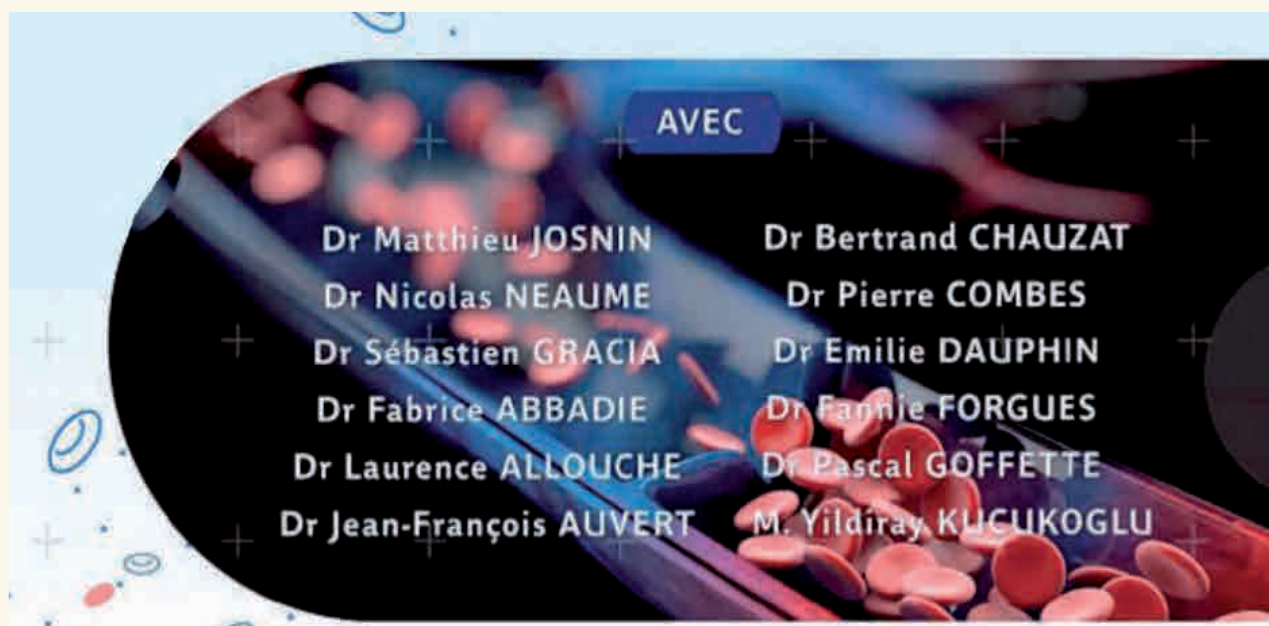 AVEC
Dr Matthieu JOSNIN
Dr Nicolas NEAUME
Dr Sébastien GRACIA
Dr Fabrice ABBADIE
Dr Laurence ALLOUCHE
Dr Jean-François AUVERT
Dr Bertrand CHAUZAT
Dr Pierre COMBES
Dr Emilie DAUPHIN
Dr Fannie FORGUES
Dr Pascal GOFFETTE
M. Yildiray KUCUKOGLU